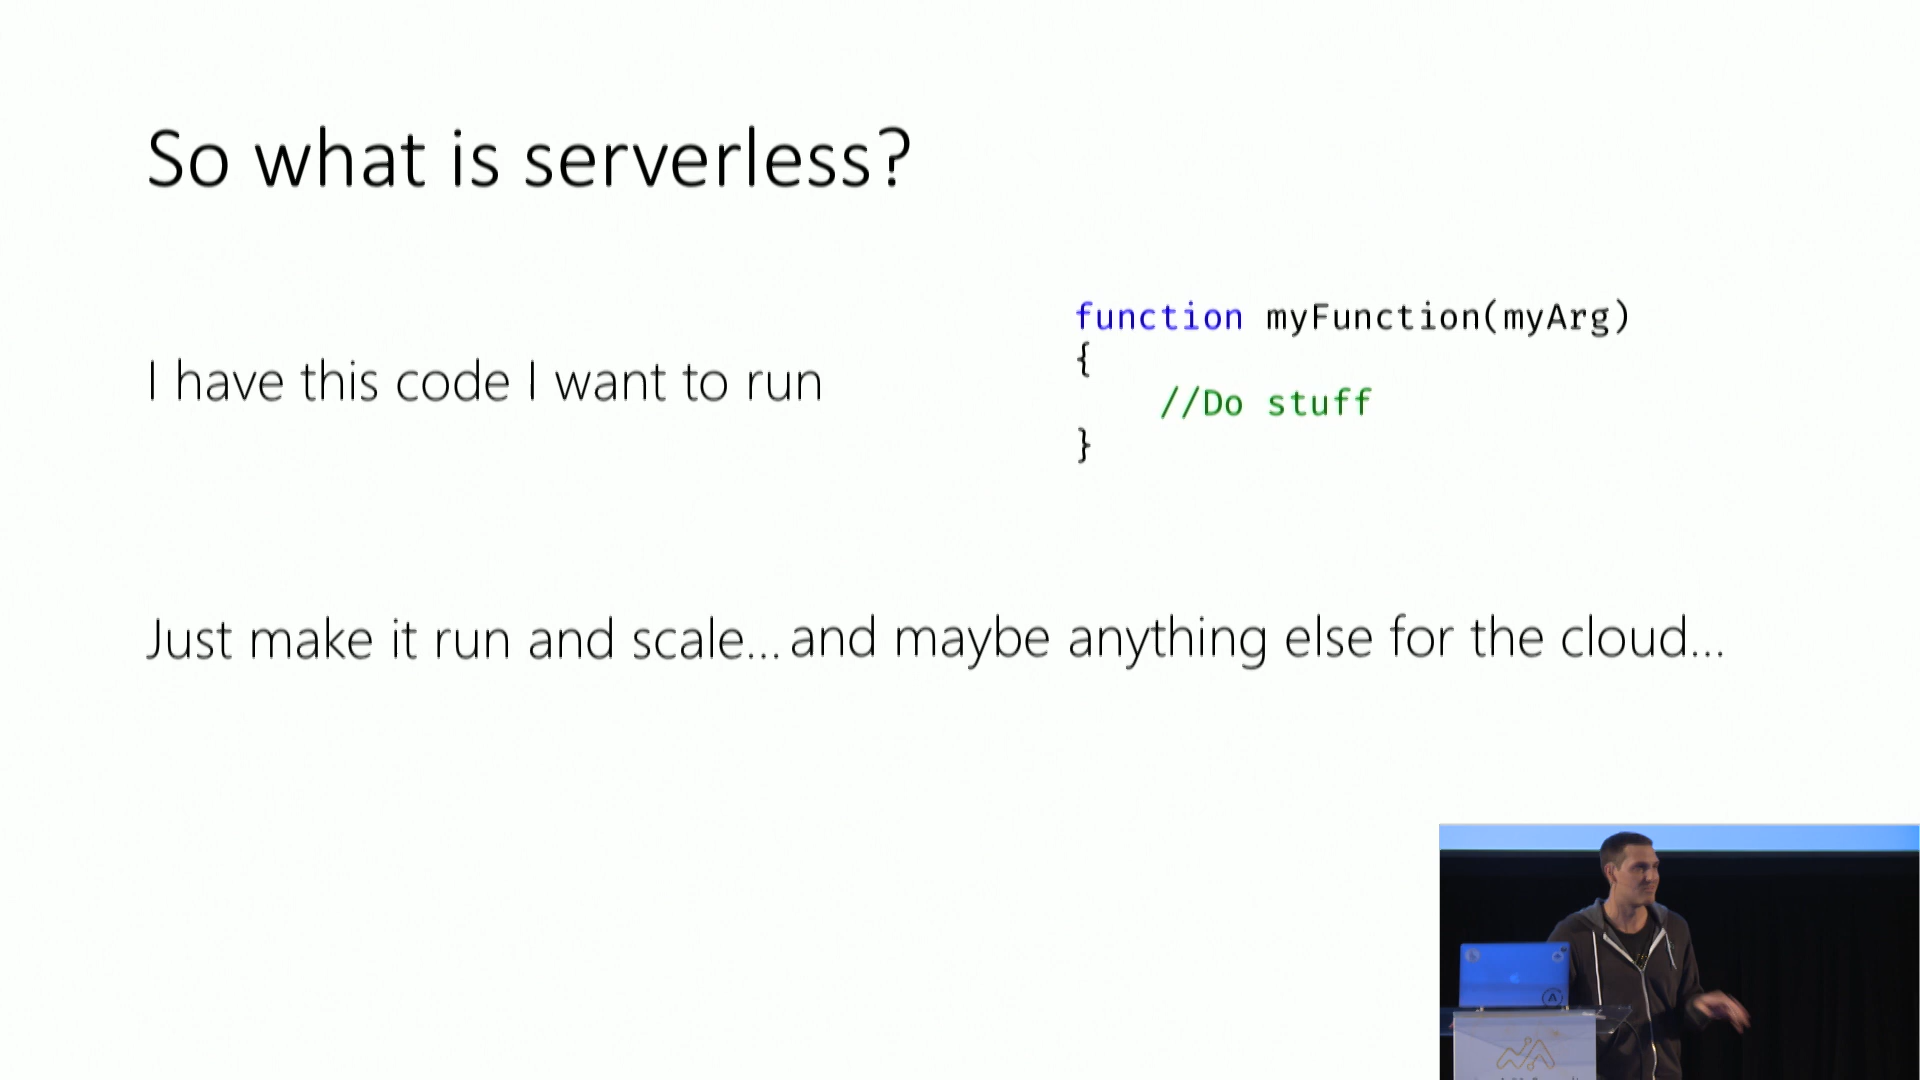 So what is serverless?
I have this code I want to run
function myFunction(myArg)
{
//Do stuff
}
Just make it run and scale... and maybe anything else for the cloud...